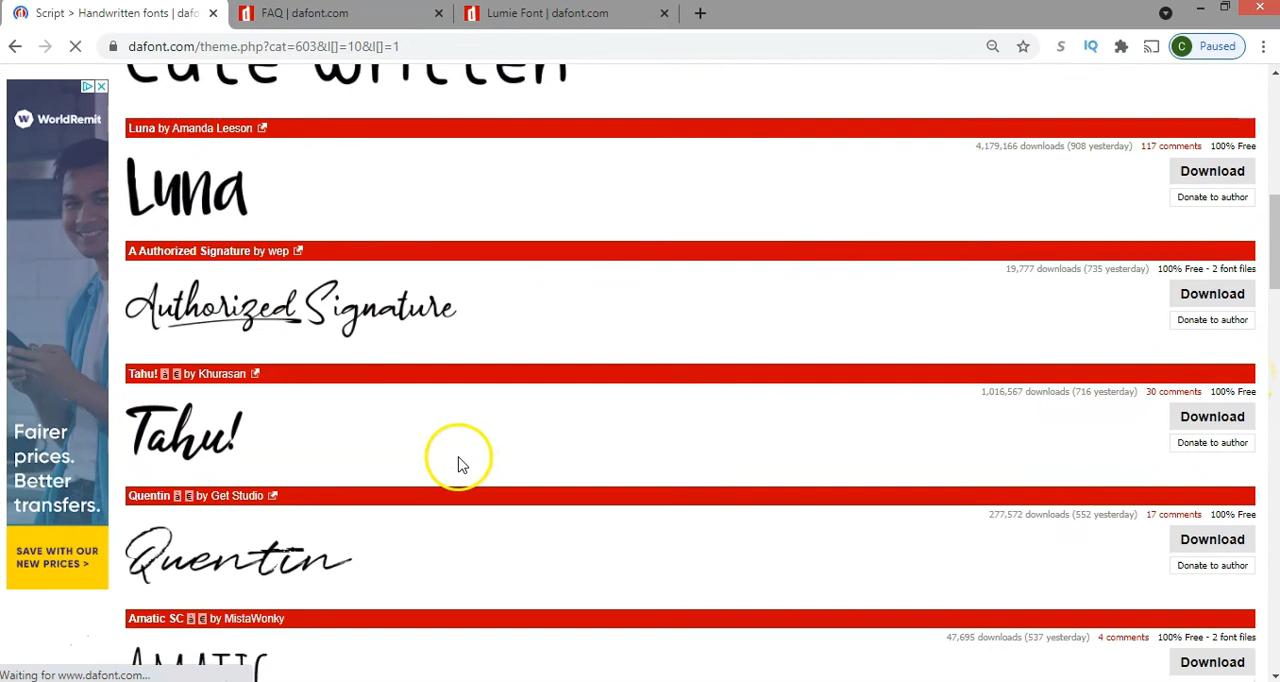 Script > Handwritten fonts | dafo
FAQ | dafont.com
Lumie Font | dafont.com
dafont.com/theme.php?cat=603&l[]=10&l[]=1
S
IQ
C Paused
cute written
WorldRemit
Fairer
prices.
Better
transfers.
SAVE WITH OUR
NEW PRICES >
Luna by Amanda Leeson
4,179,166 downloads (908 yesterday) 117 comments 100% Free
Luna
Download
Donate to author
A Authorized Signature by wep
19,777 downloads (735 yesterday) 100% Free - 2 font files
Authorized Signature
Download
Donate to author
Tahu! à € by Khurasan
1,016,567 downloads (716 yesterday) 30 comments 100% Free
Tahu!
Download
Donate to author
Quentin à € by Get Studio
277,572 downloads (552 yesterday) 17 comments 100% Free
Quentin
Download
Donate to author
Amatic SC à € by MistaWonky
47,695 downloads (537 yesterday) 4 comments 100% Free - 2 font files
AMATIC
Download
Waiting for www.dafont.com...